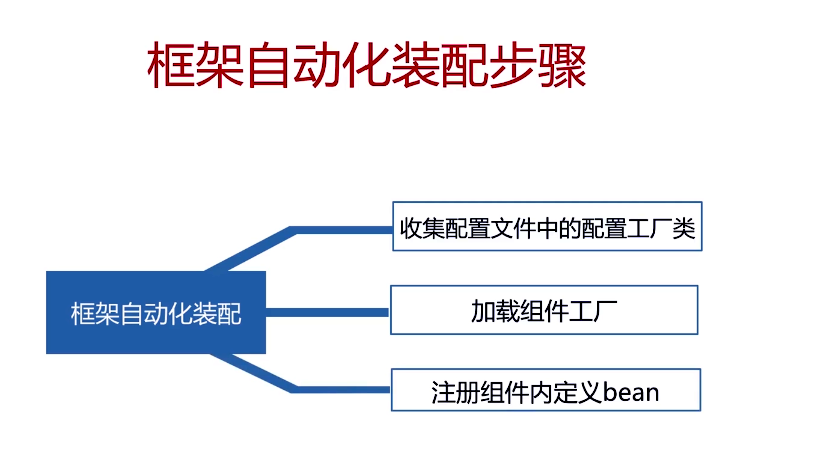 框架自动化装配步骤
收集配置文件中的配置工厂类
框架自动化装配
加载组件工厂
注册组件内定义bean